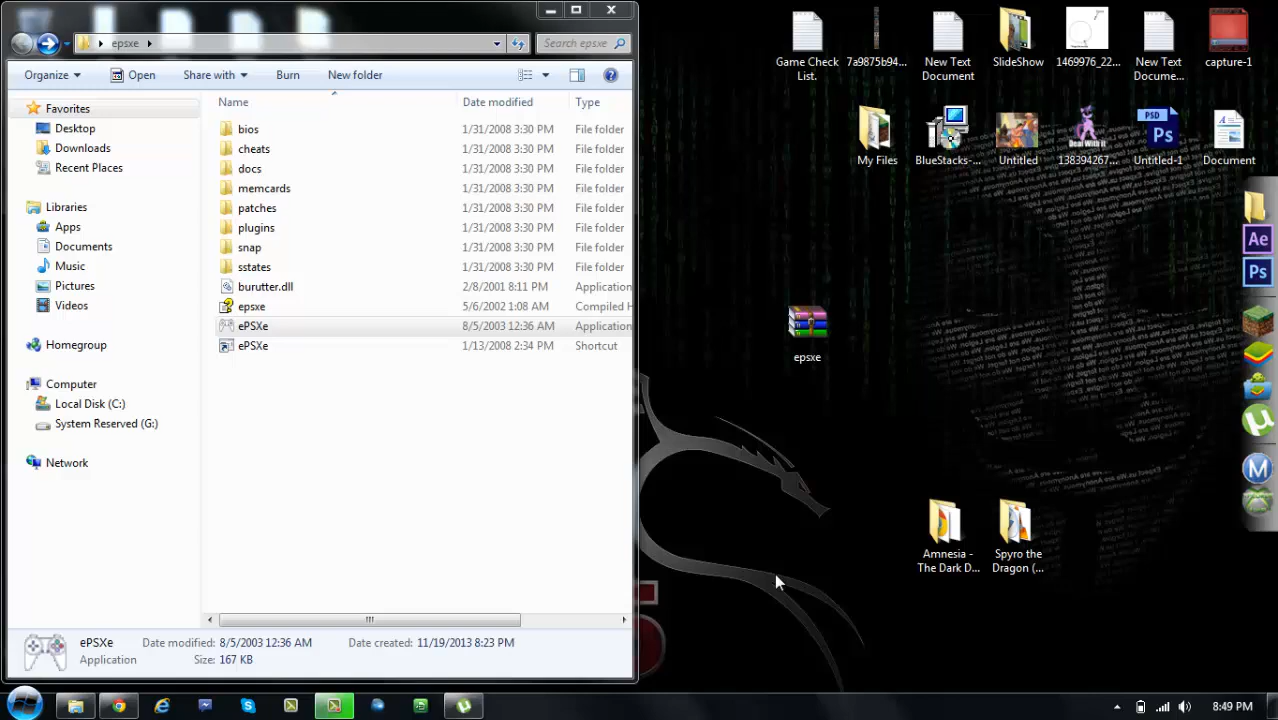 epsxe
Search epsxe
Organize
Open
Share with
Burn
New folder
Name
Date modified
Type
Favorites
Desktop
Downloads
Recent Places
Libraries
Apps
Documents
Music
Pictures
Videos
Homegroup
Computer
Local Disk (C:)
System Reserved (G:)
Network
bios 1/31/2008 3:30 PM File folder
cheats 1/31/2008 3:30 PM File folder
docs 1/31/2008 3:30 PM File folder
memcards 1/31/2008 3:30 PM File folder
patches 1/31/2008 3:30 PM File folder
plugins 1/31/2008 3:30 PM File folder
snap 1/31/2008 3:30 PM File folder
sstates 1/31/2008 3:30 PM File folder
burutter.dll 2/8/2001 8:11 PM Application
epsxe 5/6/2002 1:08 AM Compiled H
ePSXe 8/5/2003 12:36 AM Application
ePSXe 1/13/2008 2:34 PM Shortcut
ePSXe Date modified: 8/5/2003 12:36 AM Date created: 11/19/2013 8:23 PM
Application Size: 167 KB
Game Check
List.
7a9875b94...
New Text
Document
SlideShow
1469976_22...
New Text
Docume...
capture-1
My Files
BlueStacks-...
Untitled
DEAL WITH IT
138394267...
PSD
Ps
Untitled-1
Document
epsxe
Amnesia -
The Dark D...
Spyro the
Dragon (...
Ae
Ps
8:49 PM